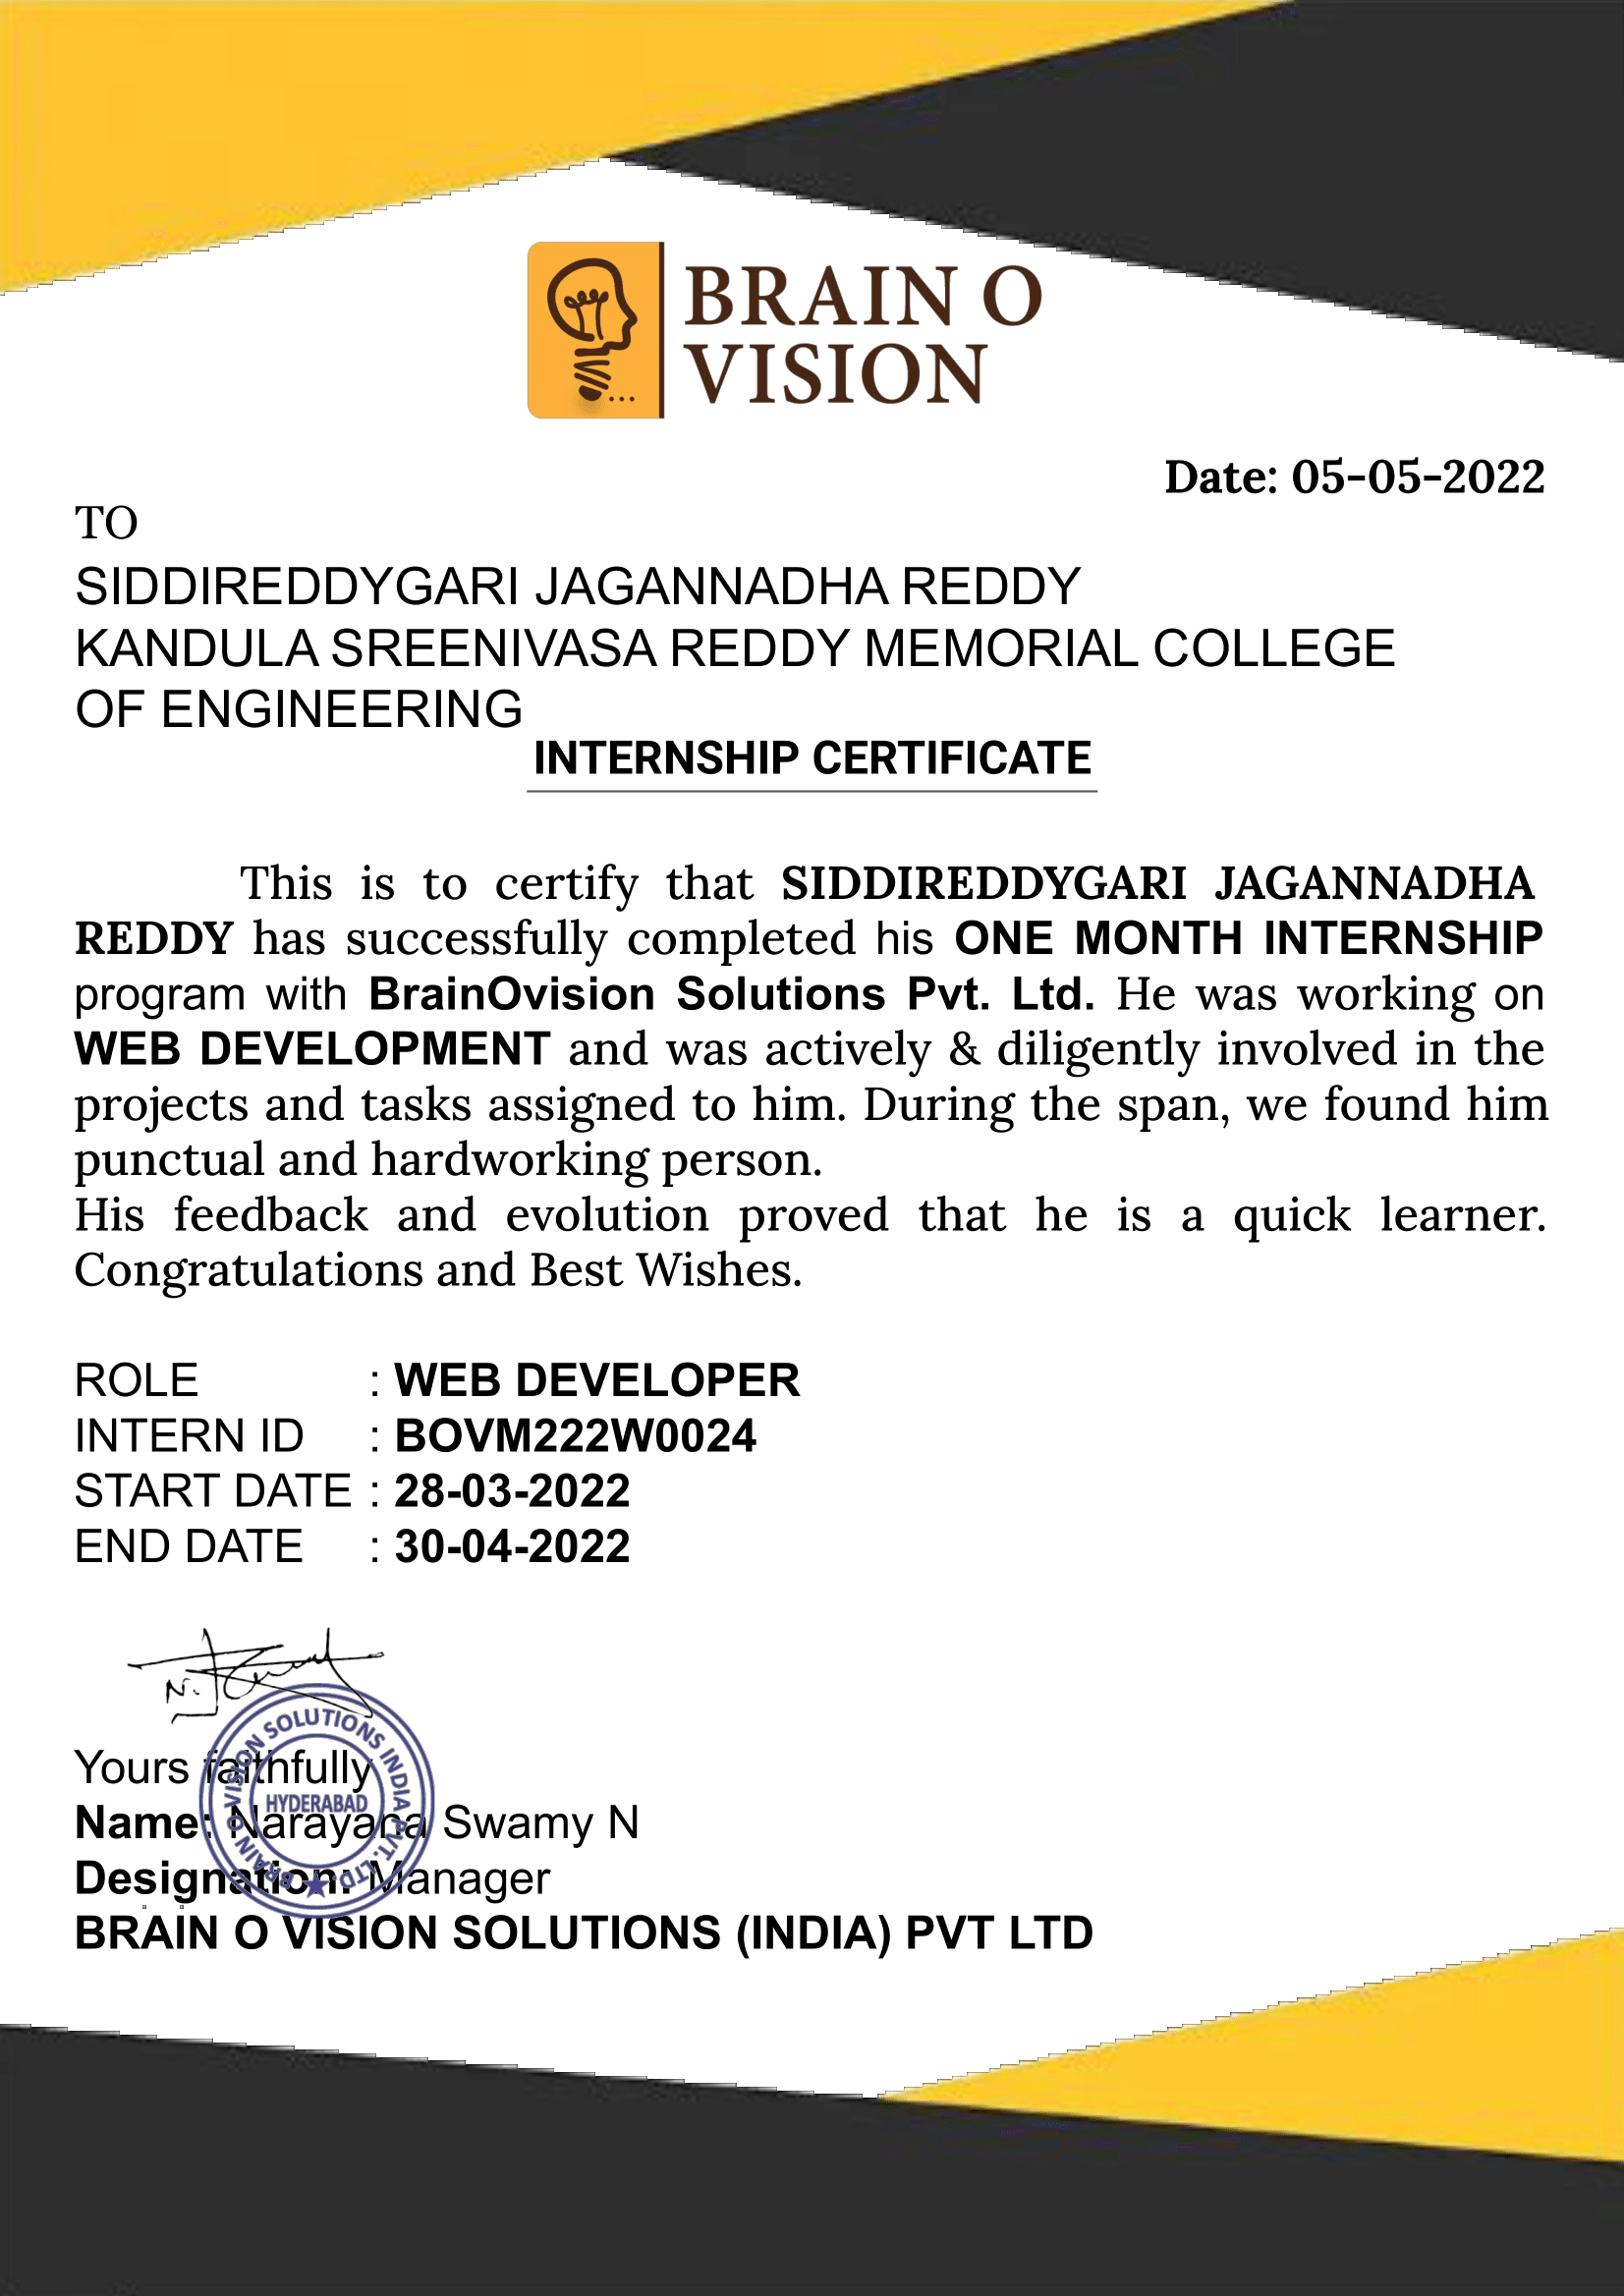 BRAIN O
VISION
Date: 05-05-2022
TO
SIDDIREDDYGARI JAGANNADHA REDDY
KANDULA SREENIVASA REDDY MEMORIAL COLLEGE
OF ENGINEERING
INTERNSHIP CERTIFICATE
This is to certify that SIDDIREDDYGARI JAGANNADHA
REDDY has successfully completed his ONE MONTH INTERNSHIP
program with BrainOvision Solutions Pvt. Ltd. He was working on
WEB DEVELOPMENT and was actively & diligently involved in the
projects and tasks assigned to him. During the span, we found him
punctual and hardworking person.
His feedback and evolution proved that he is a quick learner.
Congratulations and Best Wishes.
ROLE : WEB DEVELOPER
INTERN ID : BOVM222W0024
START DATE : 28-03-2022
END DATE : 30-04-2022
BRAIN O VISION SOLUTIONS INDIA PVT. LTD.
HYDERABAD
Yours faithfully
Name: Narayana Swamy N
Designation: Manager
BRAIN O VISION SOLUTIONS (INDIA) PVT LTD